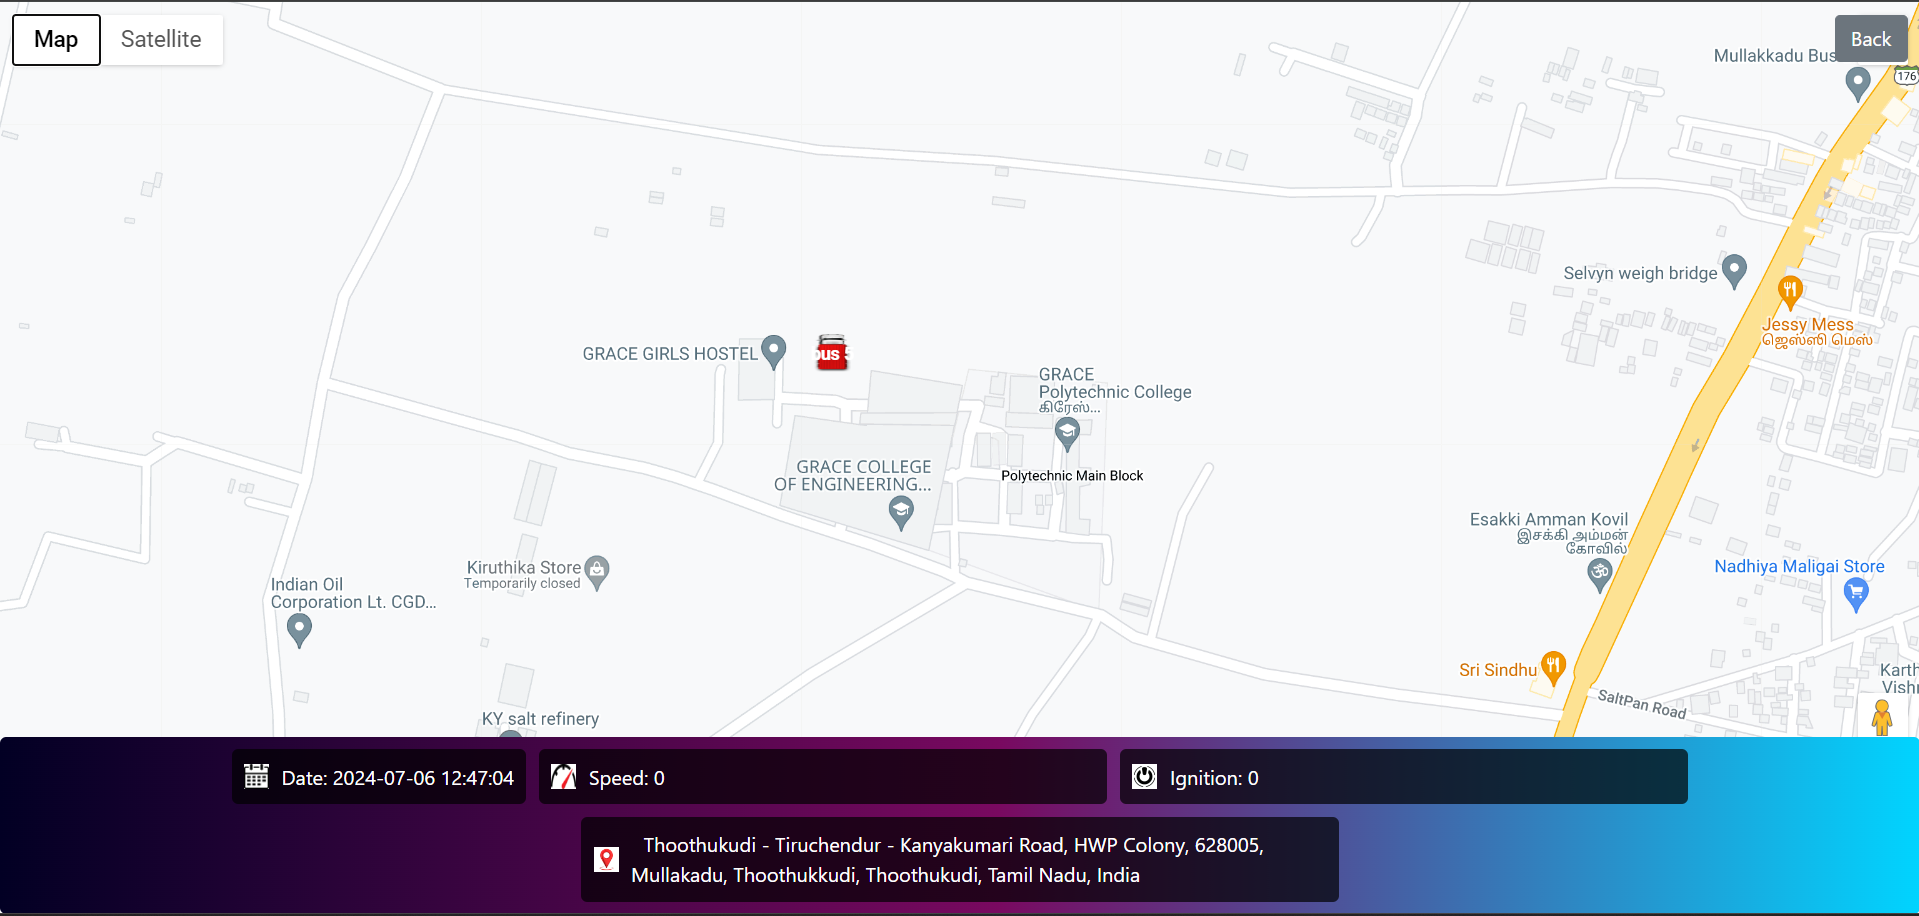 Map
Satellite
Back
Mullakkadu Bus
176
Selvyn weigh bridge
Jessy Mess
ஜெஸ்ஸி மெஸ்
GRACE GIRLS HOSTEL
bus
GRACE
Polytechnic College
கிரேஸ்...
GRACE COLLEGE
OF ENGINEERING...
Polytechnic Main Block
Esakki Amman Kovil
இசக்கி அம்மன்
கோவில்
Kiruthika Store
Temporarily closed
Nadhiya Maligai Store
Indian Oil
Corporation Lt. CGD...
Sri Sindhu
Karth
Vishn
SaltPan Road
KY salt refinery
Date: 2024-07-06 12:47:04
Speed: 0
Ignition: 0
Thoothukudi - Tiruchendur - Kanyakumari Road, HWP Colony, 628005,
Mullakadu, Thoothukkudi, Thoothukudi, Tamil Nadu, India